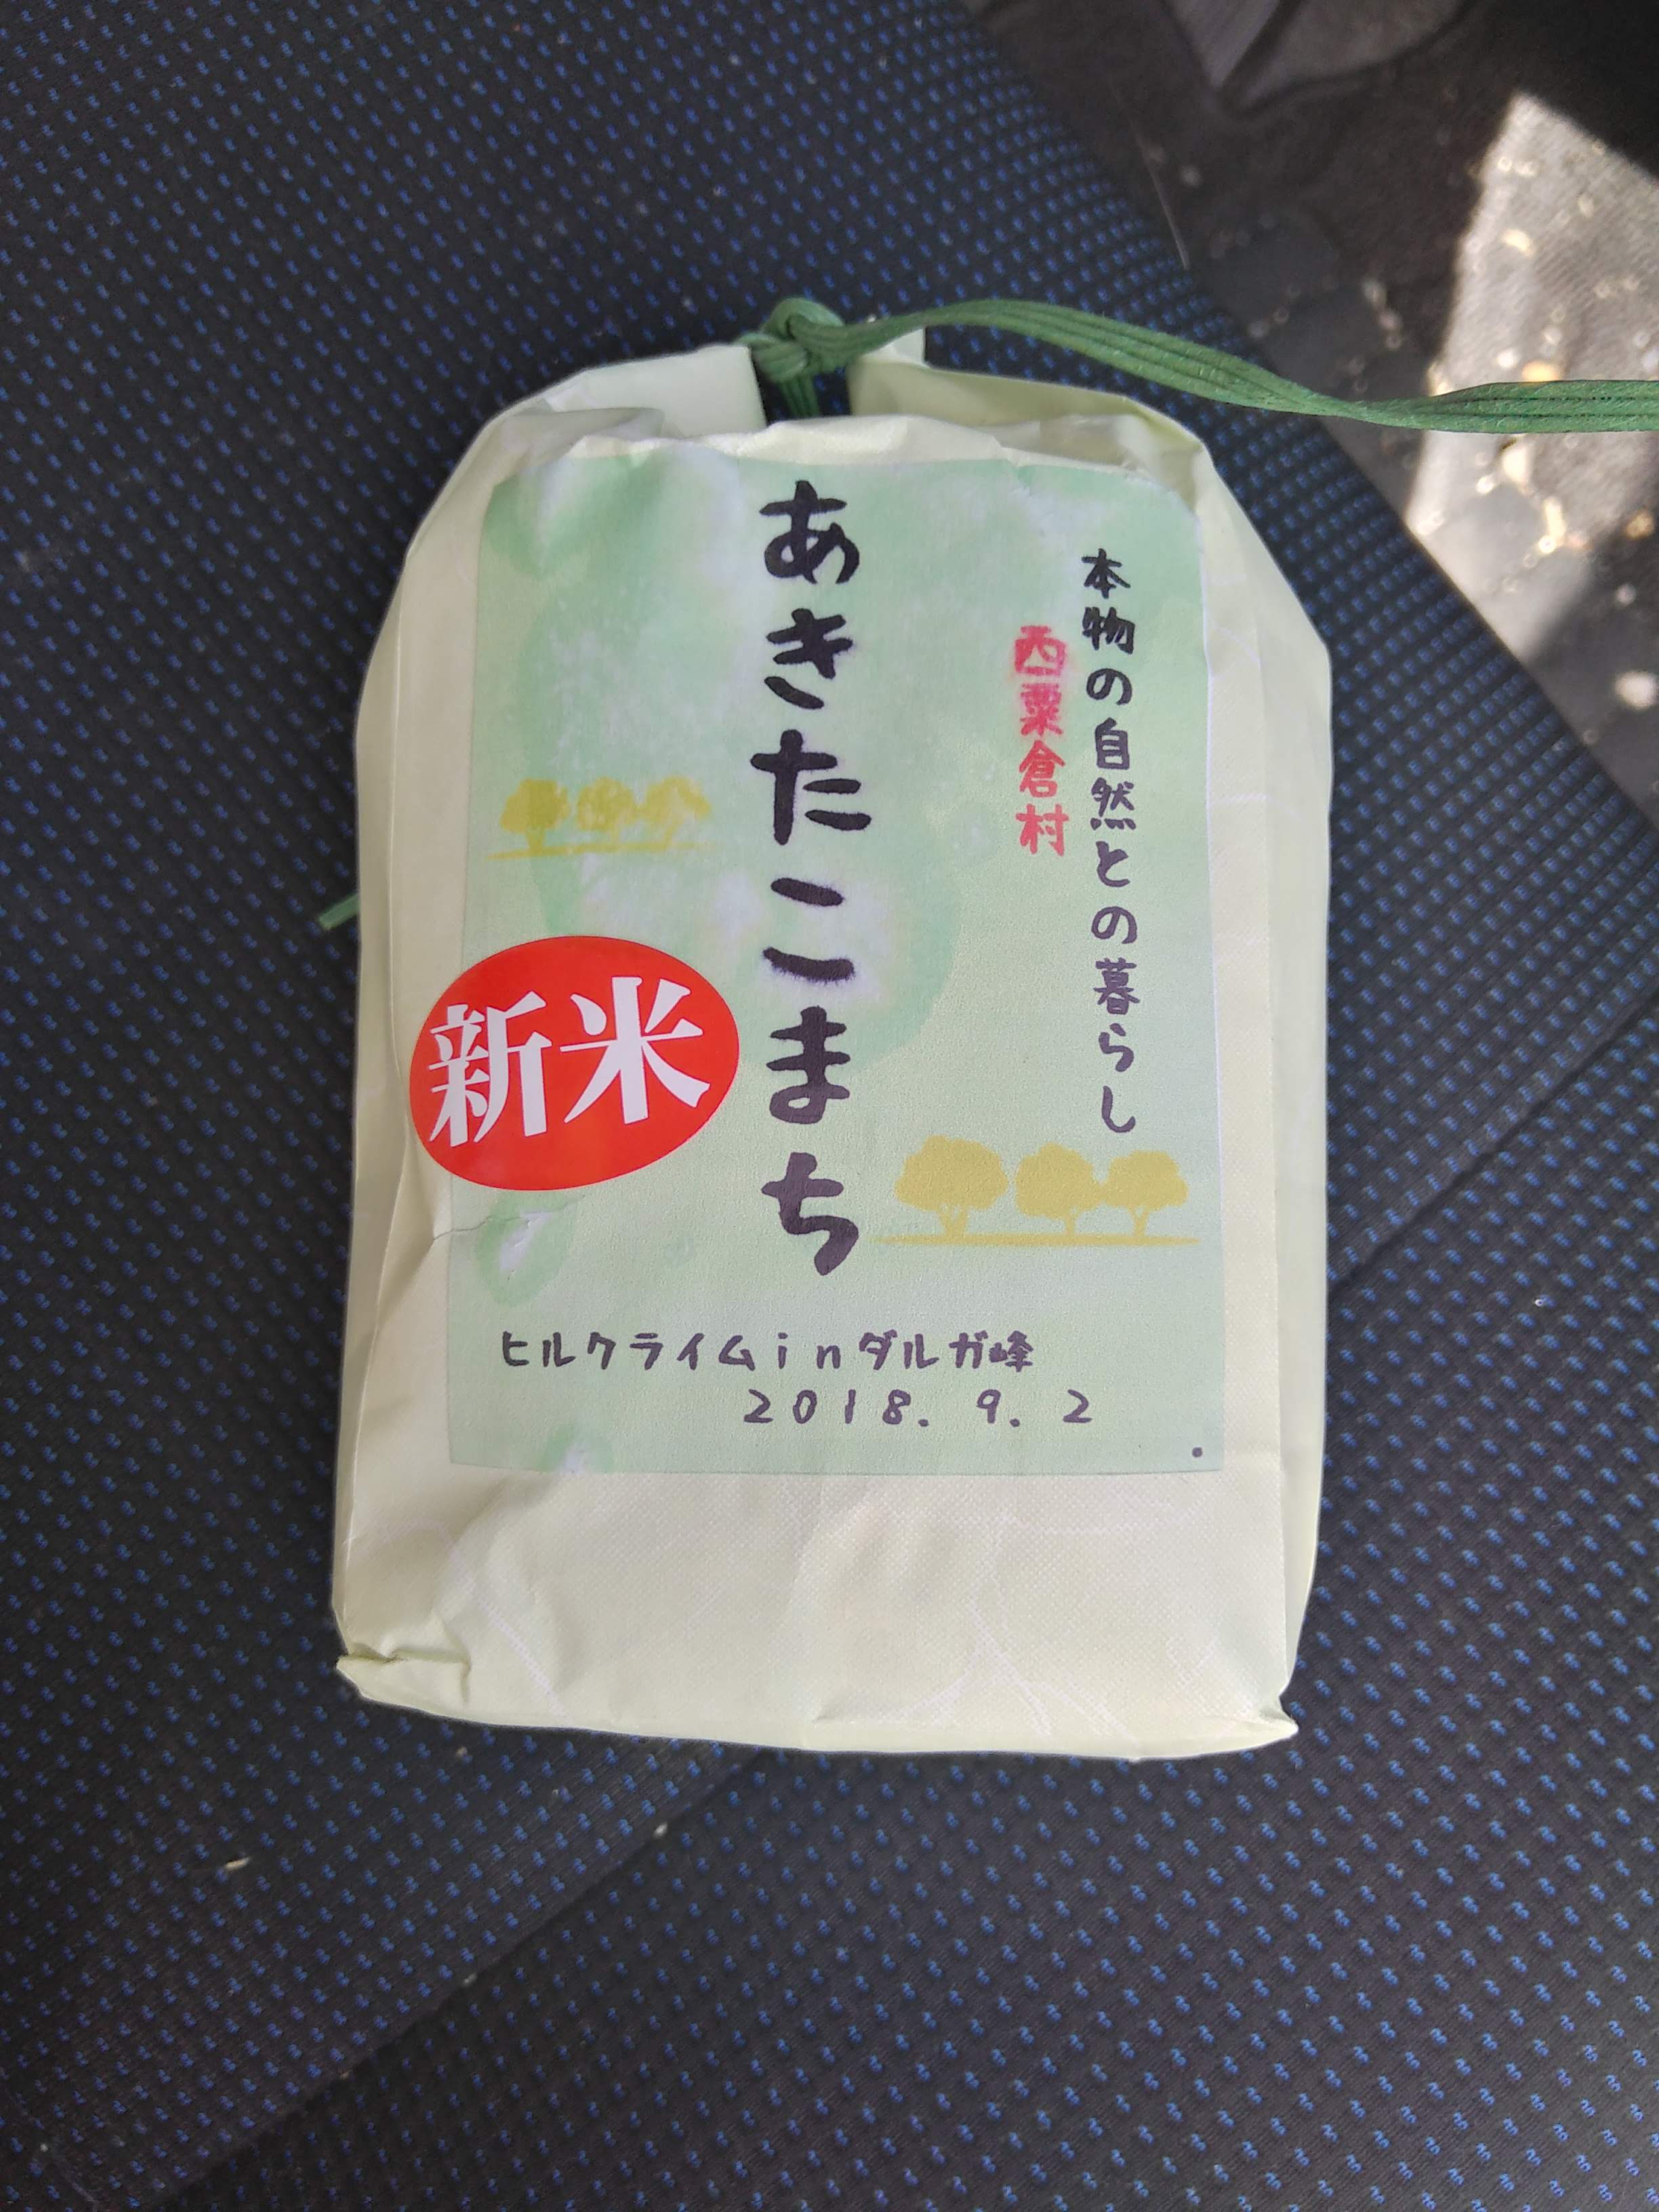 本物の自然との暮らし
西粟倉村
あきたこまち
新米
ヒルクライムinダルガ峰
2018. 9. 2